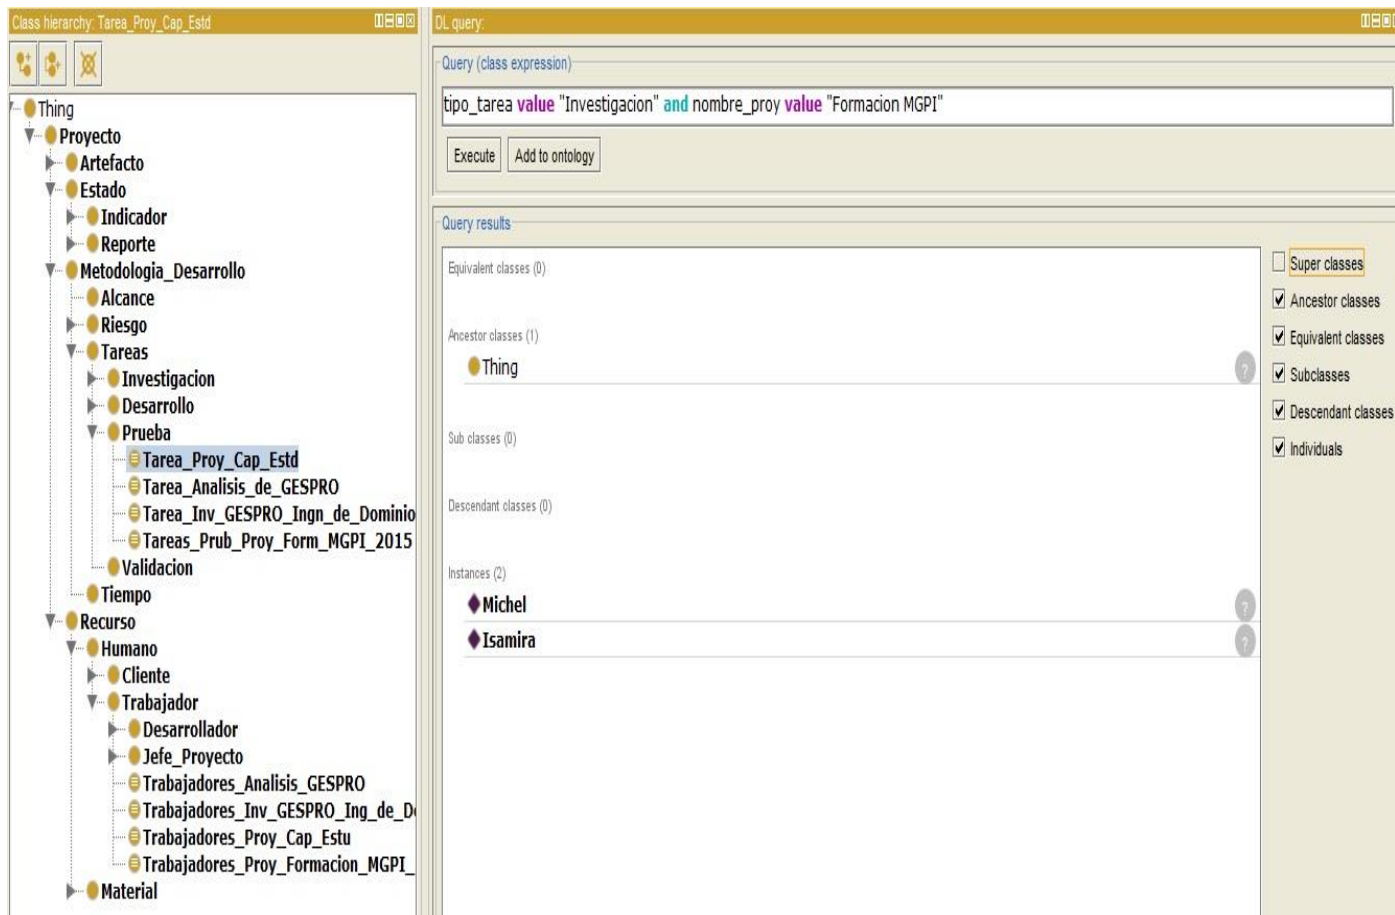 Class hierarchy: Tarea_Proy_Cap_Estd
Thing
Proyecto
Artefacto
Estado
Indicador
Reporte
Metodologia_Desarrollo
Alcance
Riesgo
Tareas
Investigacion
Desarrollo
Prueba
Tarea_Proy_Cap_Estd
Tarea_Analisis_de_GESPRO
Tarea_Inv_GESPRO_Ingn_de_Dominio
Tareas_Prub_Proy_Form_MGPI_2015
Validacion
Tiempo
Recurso
Humano
Cliente
Trabajador
Desarrollador
Jefe_Proyecto
Trabajadores_Analisis_GESPRO
Trabajadores_Inv_GESPRO_Ing_de_D
Trabajadores_Proy_Cap_Estu
Trabajadores_Proy_Formacion_MGPI_
Material
DL query:
Query (class expression)
tipo_tarea value "Investigacion" and nombre_proy value "Formacion MGPI"
Execute Add to ontology
Query results
Equivalent classes (0)
Ancestor classes (1)
Thing ?
Sub classes (0)
Descendant classes (0)
Instances (2)
Michel ?
Isamira ?
Super classes
Ancestor classes
Equivalent classes
Subclasses
Descendant classes
Individuals